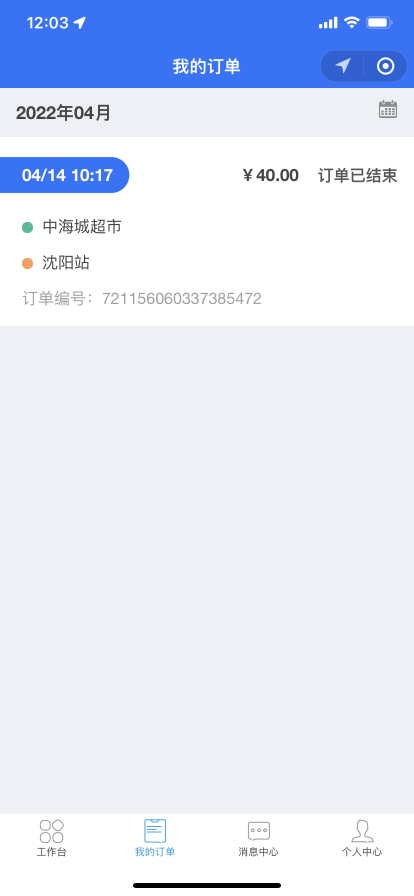 12:03
我的订单
2022年04月
04/14 10:17
¥40.00 订单已结束
中海城超市
沈阳站
订单编号：721156060337385472
工作台 我的订单 消息中心 个人中心